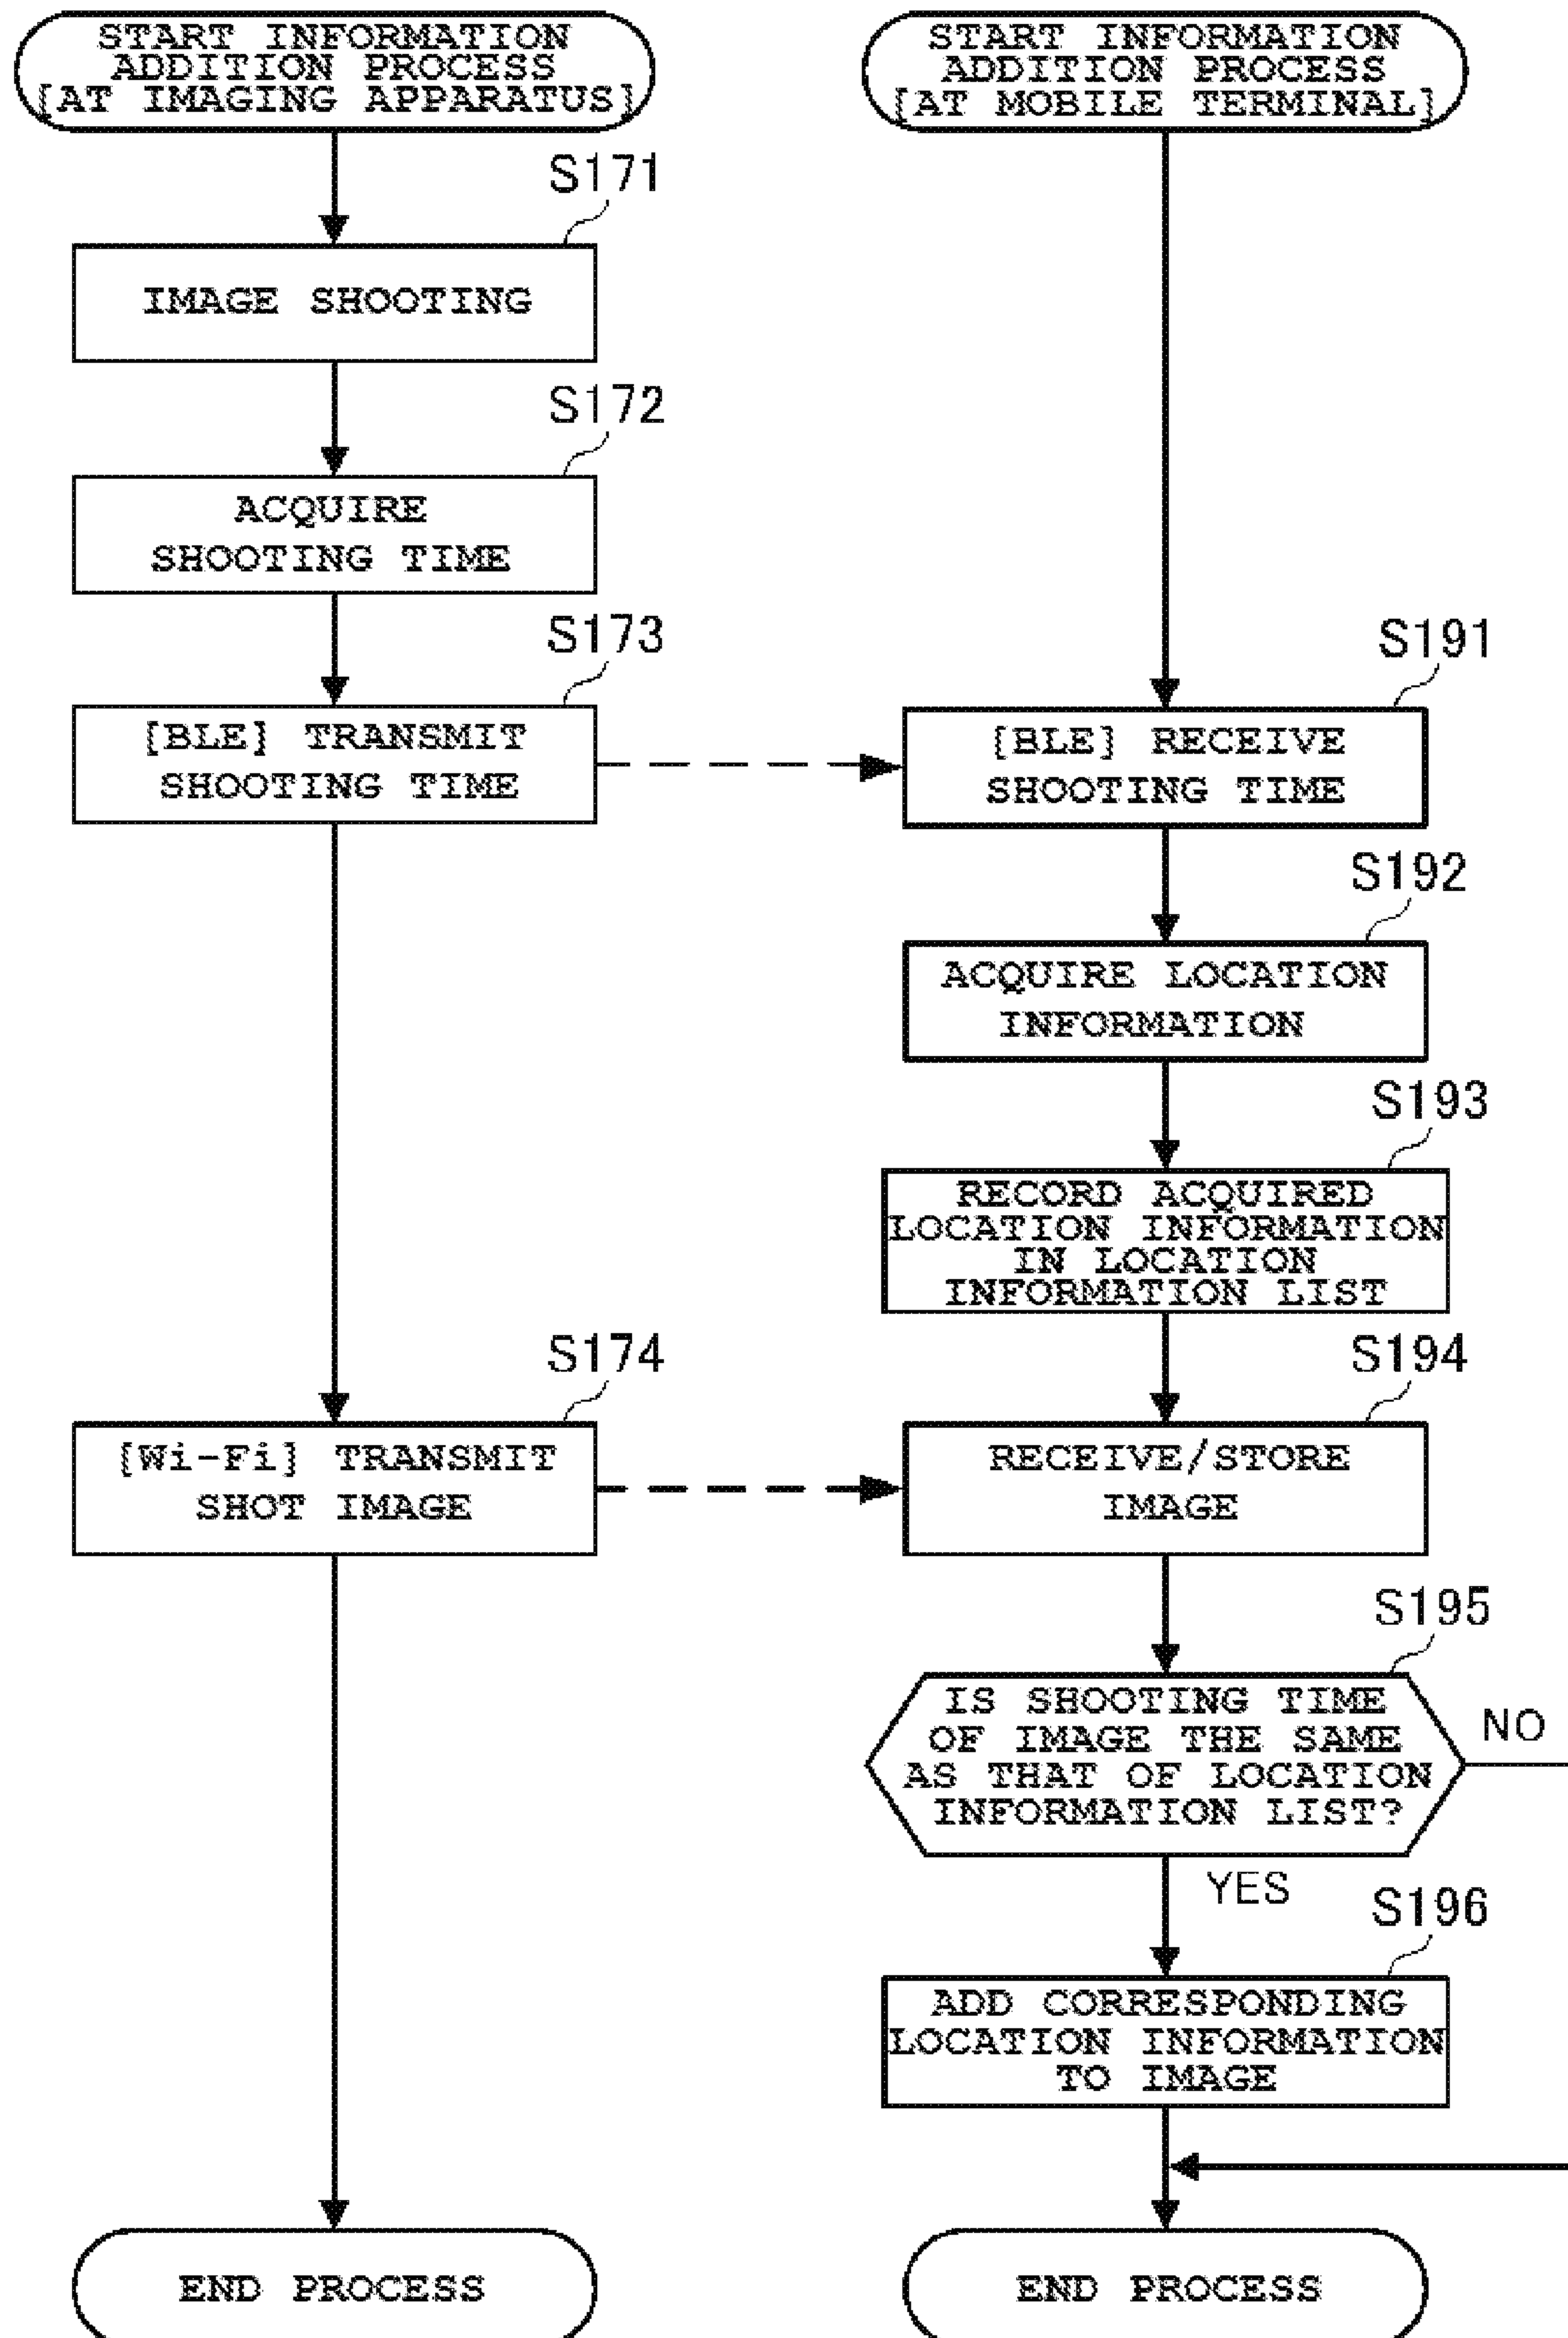 START INFORMATION
ADDITION PROCESS
[AT IMAGING APPARATUS]
S171
IMAGE SHOOTING
S172
ACQUIRE
SHOOTING TIME
S173
[BLE] TRANSMIT
SHOOTING TIME
S174
[Wi-Fi] TRANSMIT
SHOT IMAGE
END PROCESS
START INFORMATION
ADDITION PROCESS
[AT MOBILE TERMINAL]
S191
[BLE] RECEIVE
SHOOTING TIME
S192
ACQUIRE LOCATION
INFORMATION
S193
RECORD ACQUIRED
LOCATION INFORMATION
IN LOCATION
INFORMATION LIST
S194
RECEIVE/STORE
IMAGE
S195
IS SHOOTING TIME
OF IMAGE THE SAME
AS THAT OF LOCATION
INFORMATION LIST?
NO
YES
S196
ADD CORRESPONDING
LOCATION INFORMATION
TO IMAGE
END PROCESS